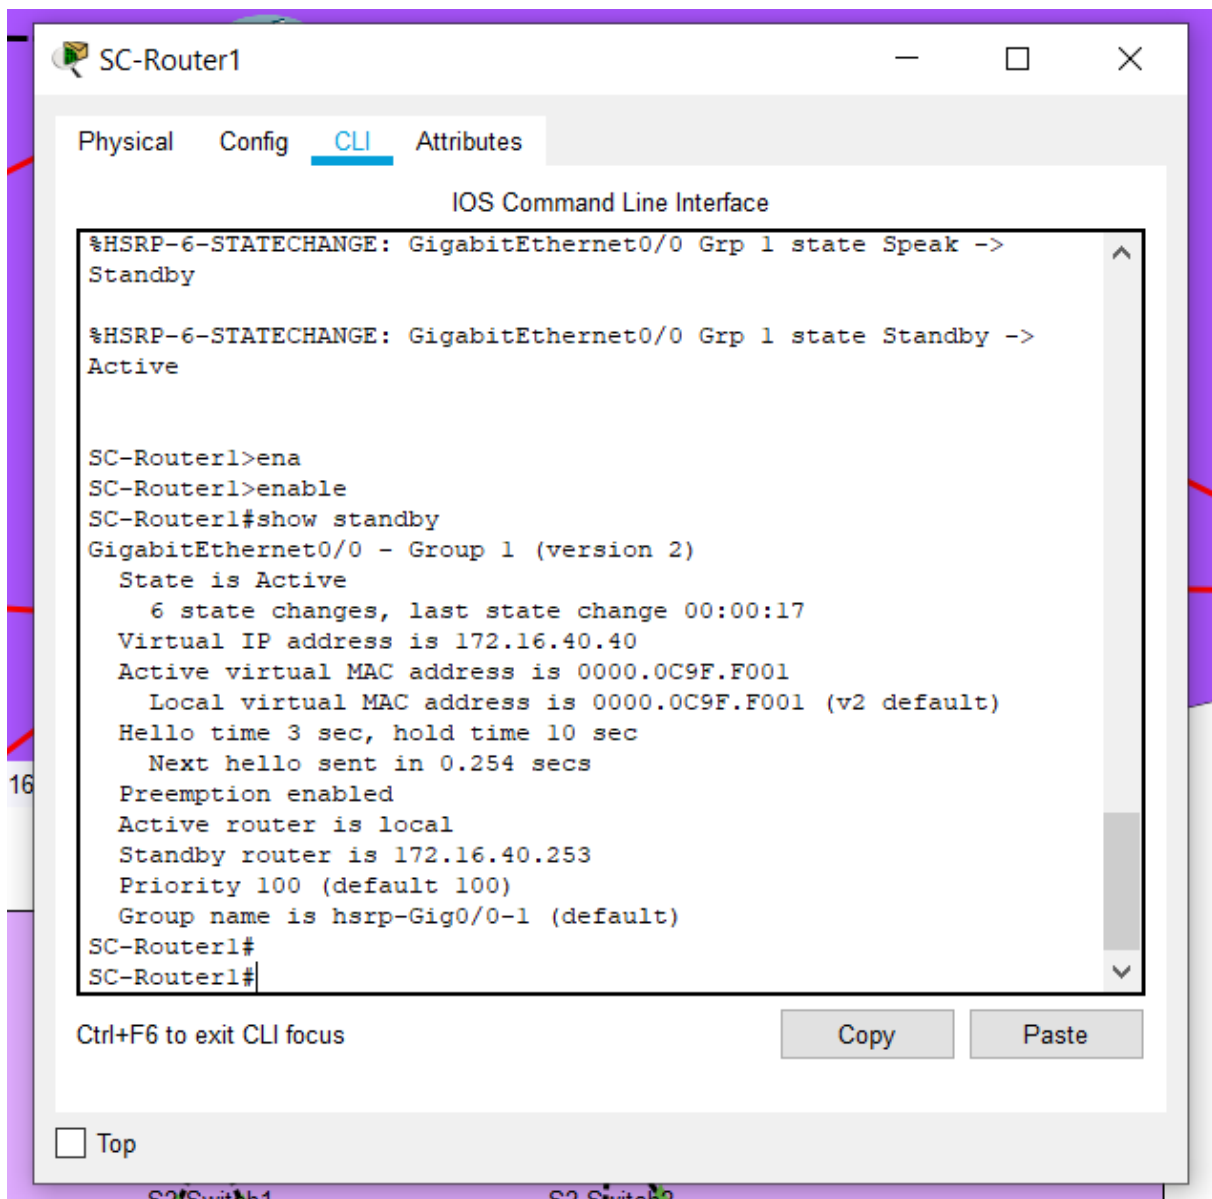 SC-Router1
Physical Config CLI Attributes
IOS Command Line Interface
%HSRP-6-STATECHANGE: GigabitEthernet0/0 Grp 1 state Speak ->
Standby
%HSRP-6-STATECHANGE: GigabitEthernet0/0 Grp 1 state Standby ->
Active
SC-Router1>ena
SC-Router1>enable
SC-Router1#show standby
GigabitEthernet0/0 - Group 1 (version 2)
State is Active
6 state changes, last state change 00:00:17
Virtual IP address is 172.16.40.40
Active virtual MAC address is 0000.0C9F.F001
Local virtual MAC address is 0000.0C9F.F001 (v2 default)
Hello time 3 sec, hold time 10 sec
Next hello sent in 0.254 secs
16
Preemption enabled
Active router is local
Standby router is 172.16.40.253
Priority 100 (default 100)
Group name is hsrp-Gig0/0-1 (default)
SC-Router1#
SC-Router1#
Ctrl+F6 to exit CLI focus
Copy Paste
Top